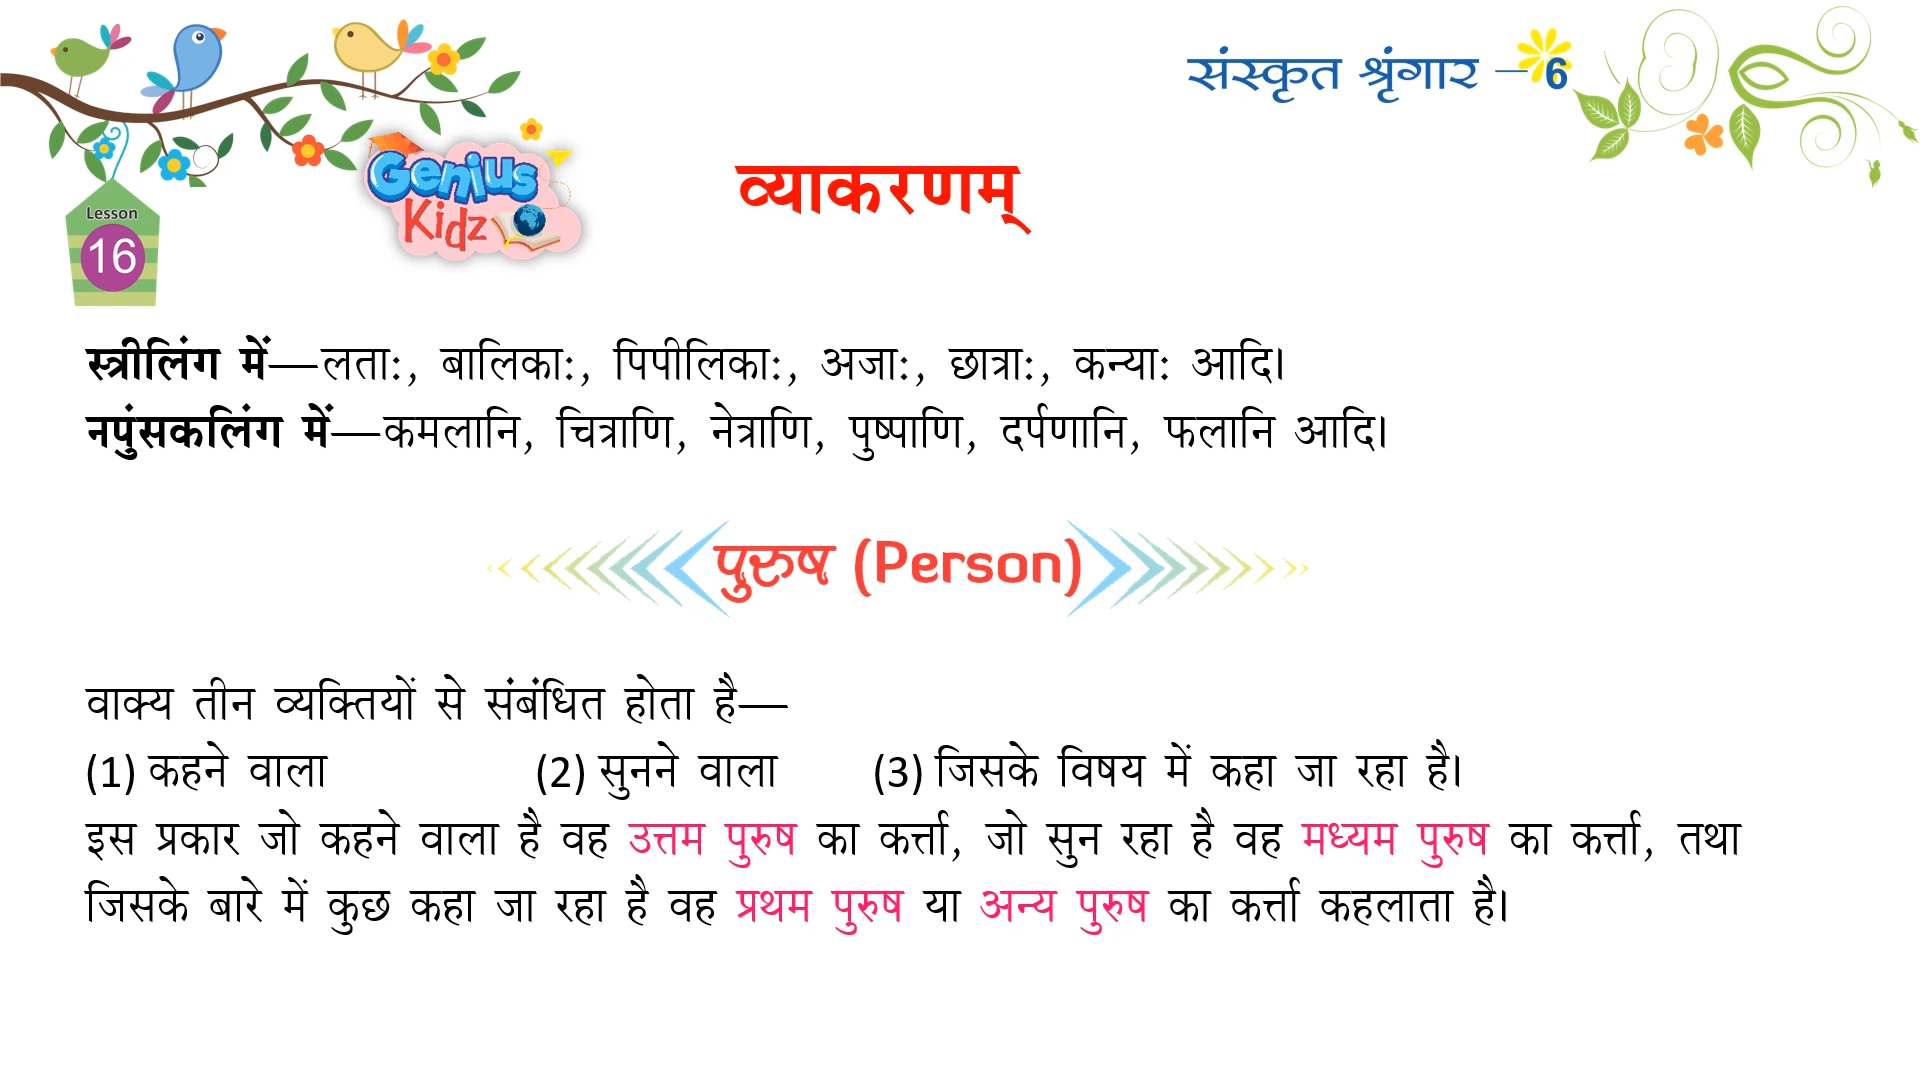 संस्कृत श्रृंगार – 6
Genius
Kidz
व्याकरणम्
Lesson
16
स्त्रीलिंग में—लताः, बालिकाः, पिपीलिकाः, अजाः, छात्राः, कन्याः आदि।
नपुंसकलिंग में—कमलानि, चित्राणि, नेत्राणि, पुष्पाणि, दर्पणानि, फलानि आदि।
पुरुष (Person)
वाक्य तीन व्यक्तियों से संबंधित होता है—
(1) कहने वाला (2) सुनने वाला (3) जिसके विषय में कहा जा रहा है।
इस प्रकार जो कहने वाला है वह उत्तम पुरुष का कर्त्ता, जो सुन रहा है वह मध्यम पुरुष का कर्त्ता, तथा
जिसके बारे में कुछ कहा जा रहा है वह प्रथम पुरुष या अन्य पुरुष का कर्त्ता कहलाता है।